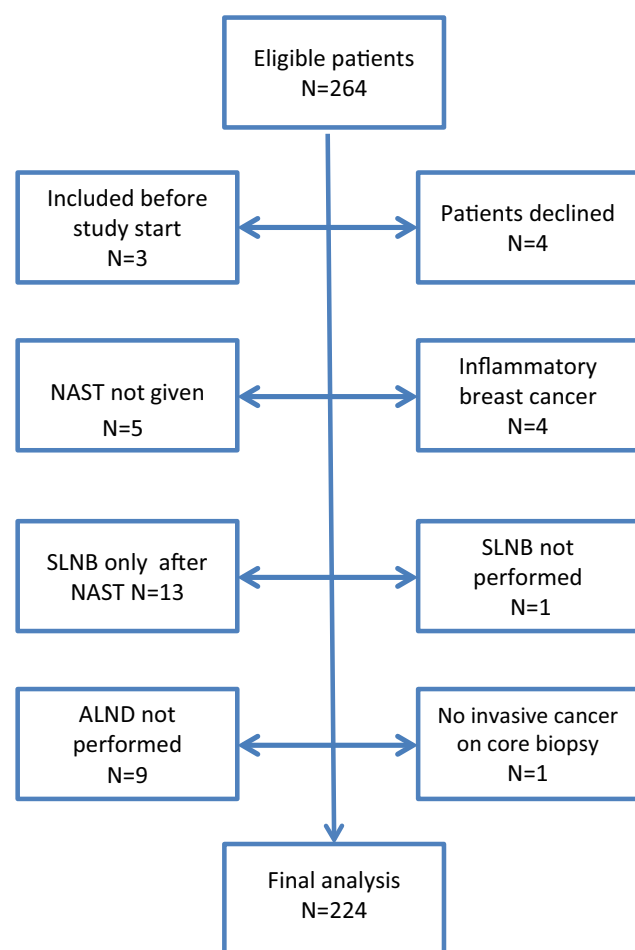 Eligible patients
N=264
Included before
study start
N=3
Patients declined
N=4
NAST not given
N=5
Inflammatory
breast cancer
N=4
SLNB only after
NAST N=13
SLNB not
performed
N=1
ALND not
performed
N=9
No invasive cancer
on core biopsy
N=1
Final analysis
N=224